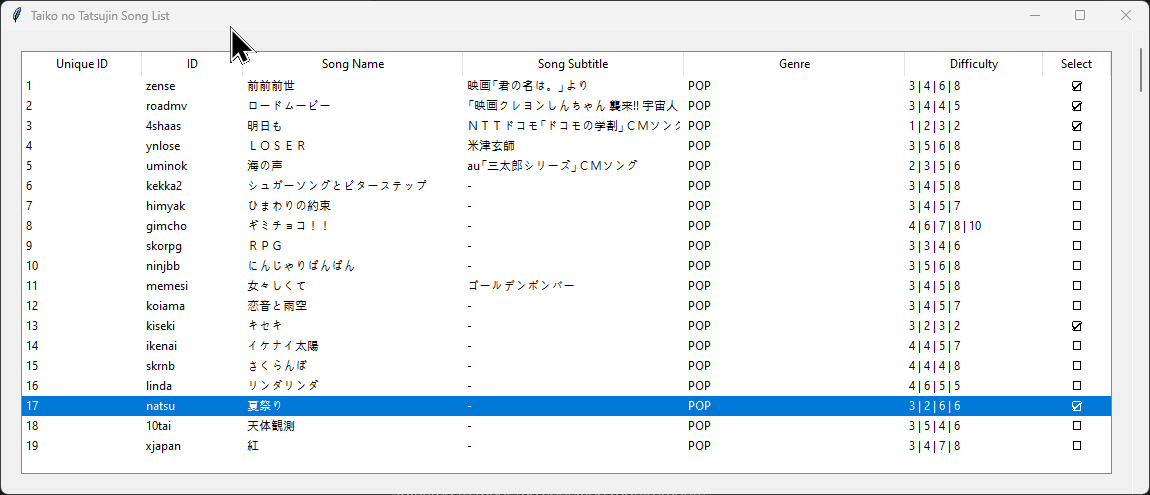 Taiko no Tatsujin Song List
Unique ID ID Song Name Song Subtitle Genre Difficulty Select
1 zense 前前前世 映画「君の名は。」より POP 3 | 4 | 6 | 8
2 roadmv ロードムービー 「映画クレヨンしんちゃん 襲来!! 宇宙人 POP 3 | 4 | 4 | 5
3 4shaas 明日も ＮＴＴドコモ「ドコモの学割」ＣＭソング POP 1 | 2 | 3 | 2
4 ynlose ＬＯＳＥＲ 米津玄師 POP 3 | 5 | 6 | 8
5 uminok 海の声 au「三太郎シリーズ」ＣＭソング POP 2 | 3 | 5 | 6
6 kekka2 シュガーソングとビターステップ - POP 3 | 4 | 5 | 8
7 himyak ひまわりの約束 - POP 3 | 4 | 5 | 7
8 gimcho ギミチョコ！！ - POP 4 | 6 | 7 | 8 | 10
9 skorpg ＲＰＧ - POP 3 | 3 | 4 | 6
10 ninjbb にんじゃりばんばん - POP 3 | 5 | 6 | 8
11 memesi 女々しくて ゴールデンボンバー POP 3 | 4 | 5 | 8
12 koiama 恋音と雨空 - POP 3 | 4 | 5 | 7
13 kiseki キセキ - POP 3 | 2 | 3 | 2
14 ikenai イケナイ太陽 - POP 4 | 4 | 5 | 7
15 skrnb さくらんぼ - POP 4 | 4 | 4 | 8
16 linda リンダリンダ - POP 4 | 6 | 5 | 5
17 natsu 夏祭り - POP 3 | 2 | 6 | 6
18 10tai 天体観測 - POP 3 | 5 | 4 | 6
19 xjapan 紅 - POP 3 | 4 | 7 | 8